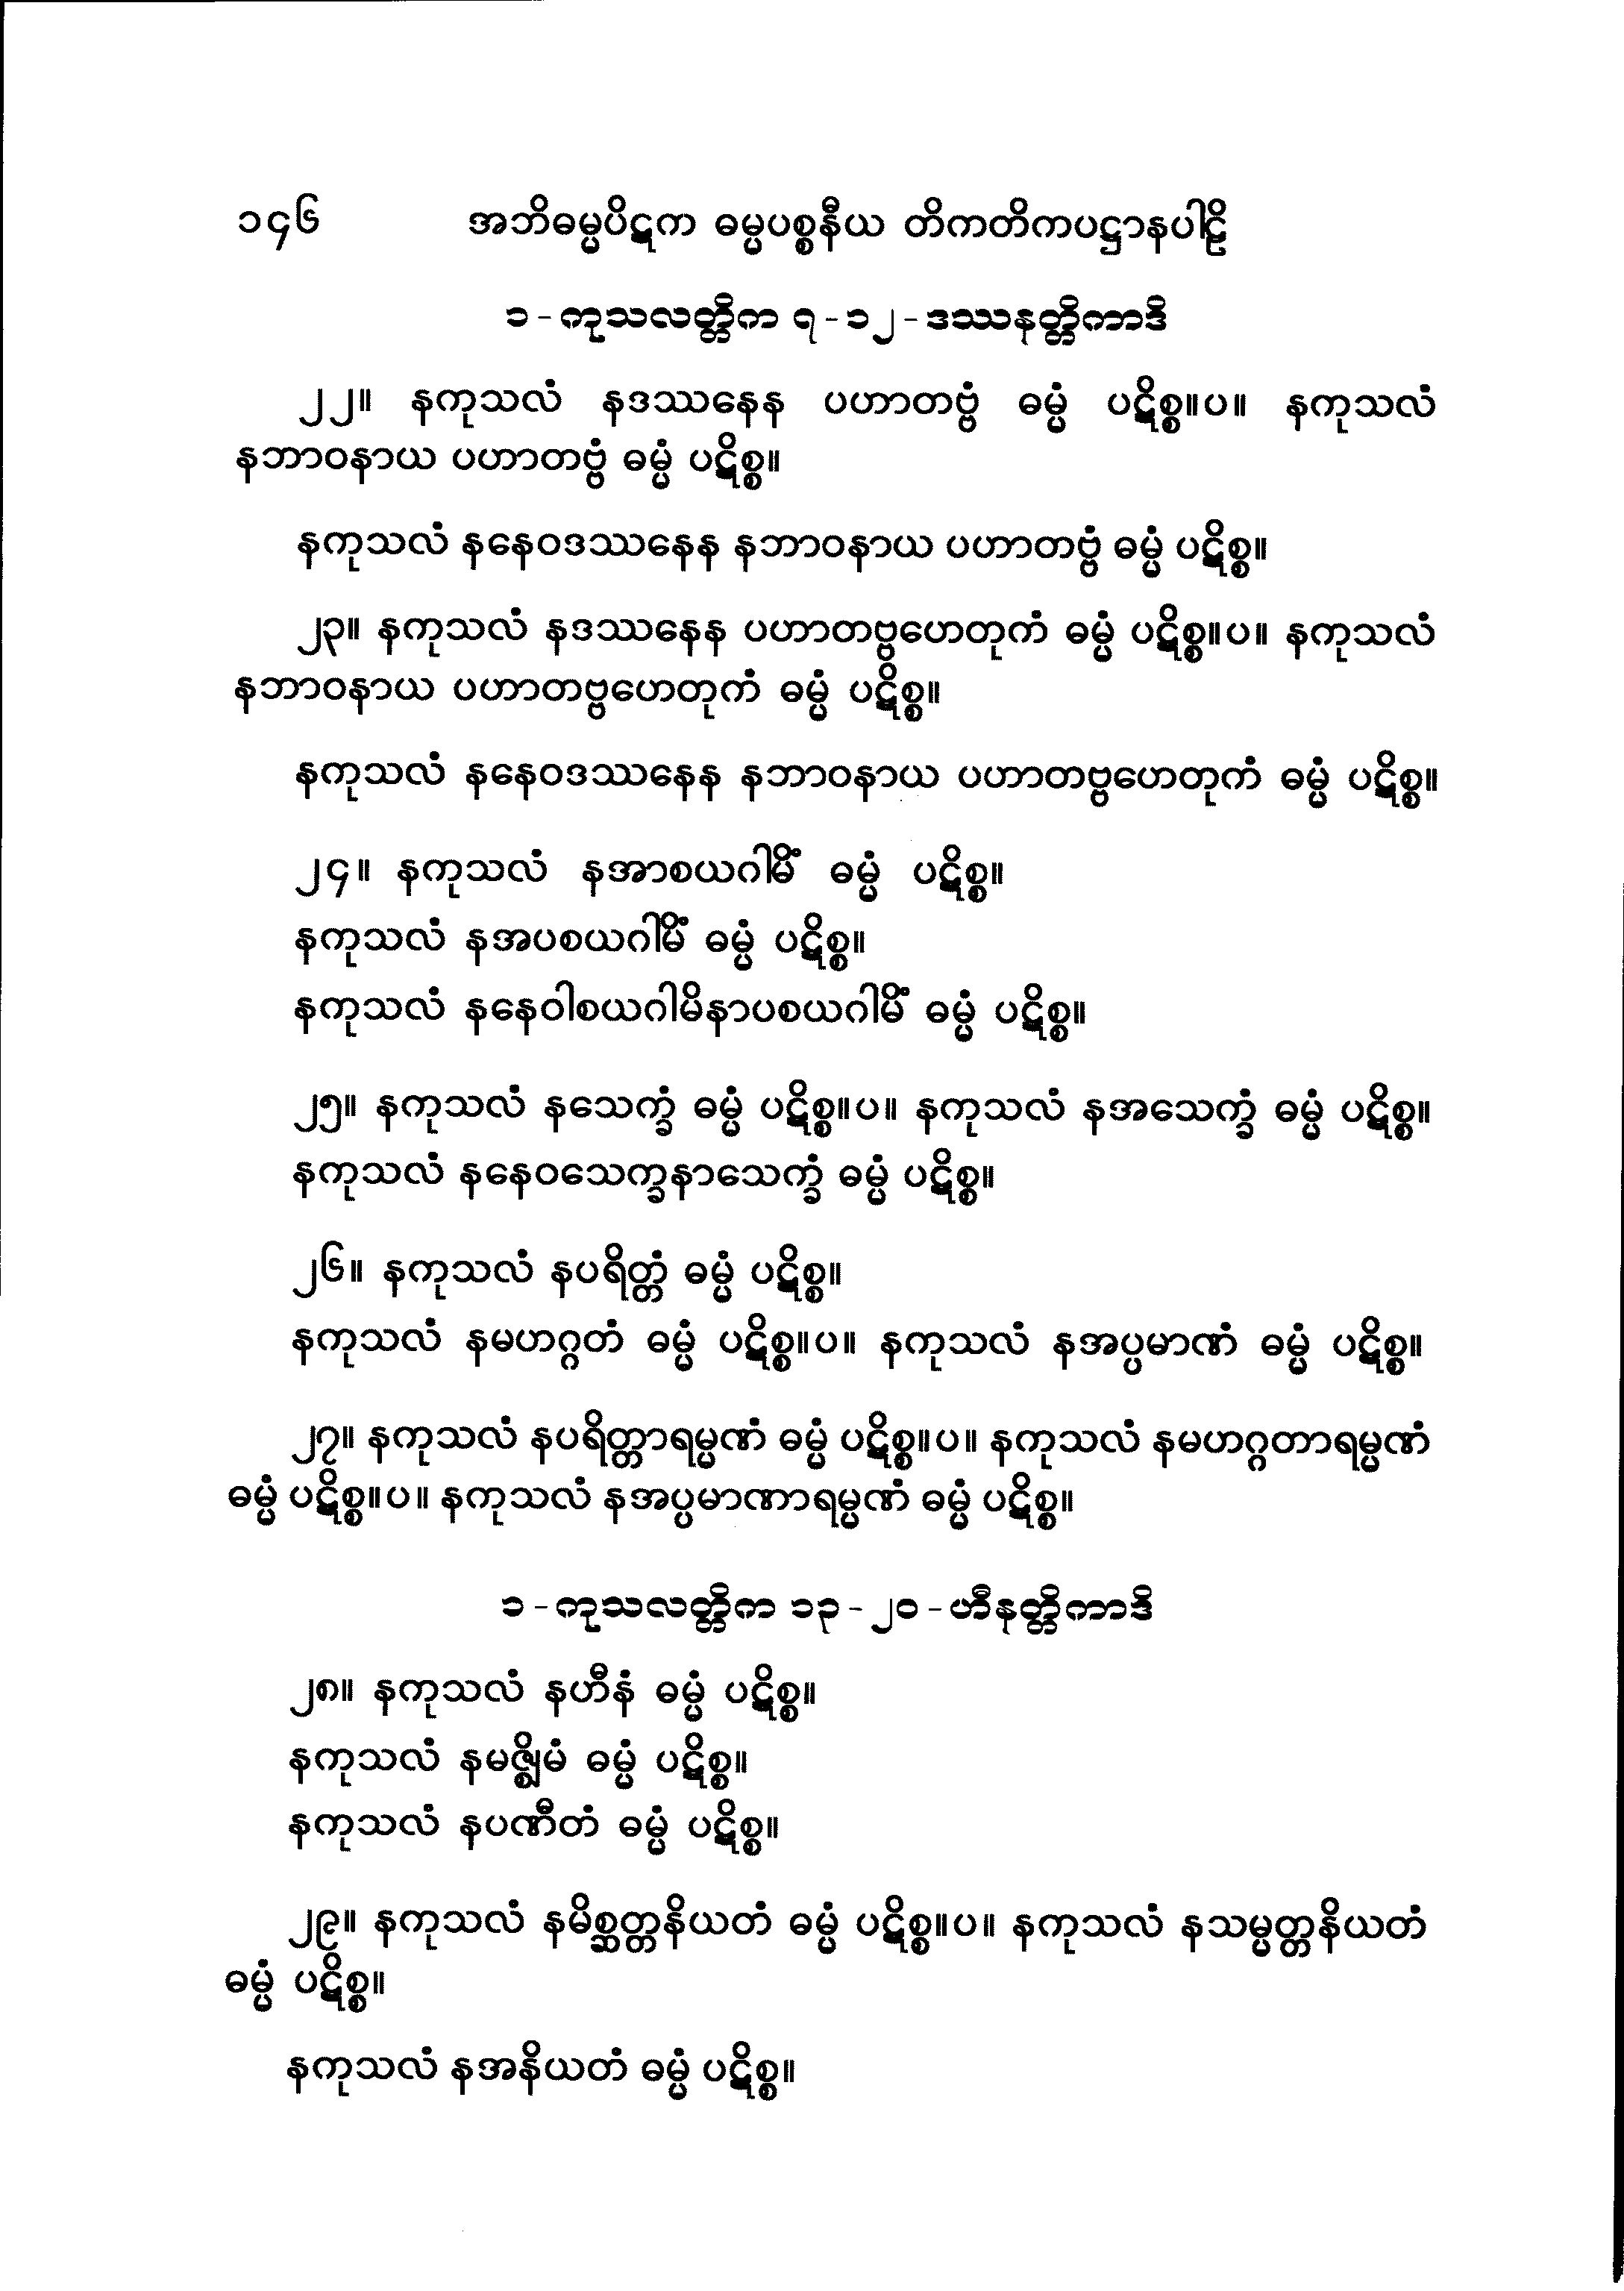 ၁၄၆ အဘိဓမ္မပိဋက ဓမ္မပစ္စနီယ တိကတိကပဋ္ဌာနပါဠိ
၁-ကုသလတ္တိက ၇-၁၂-ဒဿနတ္တိကာဒိ
၂၂။ နကုသလံ နဒဿနေန ပဟာတဗ္ဗံ ဓမ္မံ ပဋိစ္စ။ပ။ နကုသလံ
နဘာဝနာယ ပဟာတဗ္ဗံ ဓမ္မံ ပဋိစ္စ။
နကုသလံ နနေဝဒဿနေန နဘာဝနာယ ပဟာတဗ္ဗံ ဓမ္မံ ပဋိစ္စ။
၂၃။ နကုသလံ နဒဿနေန ပဟာတဗ္ဗဟေတုကံ ဓမ္မံ ပဋိစ္စ။ပ။ နကုသလံ
နဘာဝနာယ ပဟာတဗ္ဗဟေတုကံ ဓမ္မံ ပဋိစ္စ။
နကုသလံ နနေဝဒဿနေန နဘာဝနာယ ပဟာတဗ္ဗဟေတုကံ ဓမ္မံ ပဋိစ္စ။
၂၄။ နကုသလံ နအာစယဂါမိံ ဓမ္မံ ပဋိစ္စ။
နကုသလံ နအပစယဂါမိံ ဓမ္မံ ပဋိစ္စ။
နကုသလံ နနေဝါစယဂါမိနာပစယဂါမိံ ဓမ္မံ ပဋိစ္စ။
၂၅။ နကုသလံ နသေက္ခံ ဓမ္မံ ပဋိစ္စ။ပ။ နကုသလံ နအသေက္ခံ ဓမ္မံ ပဋိစ္စ။
နကုသလံ နနေဝသေက္ခနာသေက္ခံ ဓမ္မံ ပဋိစ္စ။
၂၆။ နကုသလံ နပရိတ္တံ ဓမ္မံ ပဋိစ္စ။
နကုသလံ နမဟဂ္ဂတံ ဓမ္မံ ပဋိစ္စ။ပ။ နကုသလံ နအပ္ပမာဏံ ဓမ္မံ ပဋိစ္စ။
၂၇။ နကုသလံ နပရိတ္တာရမ္မဏံ ဓမ္မံ ပဋိစ္စ။ပ။ နကုသလံ နမဟဂ္ဂတာရမ္မဏံ
ဓမ္မံ ပဋိစ္စ။ပ။ နကုသလံ နအပ္ပမာဏာရမ္မဏံ ဓမ္မံ ပဋိစ္စ။
၁-ကုသလတ္တိက ၁၃-၂၀-ဟီနတ္တိကာဒိ
၂၈။ နကုသလံ နဟီနံ ဓမ္မံ ပဋိစ္စ။
နကုသလံ နမဇ္ဈိမံ ဓမ္မံ ပဋိစ္စ။
နကုသလံ နပဏီတံ ဓမ္မံ ပဋိစ္စ။
၂၉။ နကုသလံ နမိစ္ဆတ္တနိယတံ ဓမ္မံ ပဋိစ္စ။ပ။ နကုသလံ နသမ္မတ္တနိယတံ
ဓမ္မံ ပဋိစ္စ။
နကုသလံ နအနိယတံ ဓမ္မံ ပဋိစ္စ။